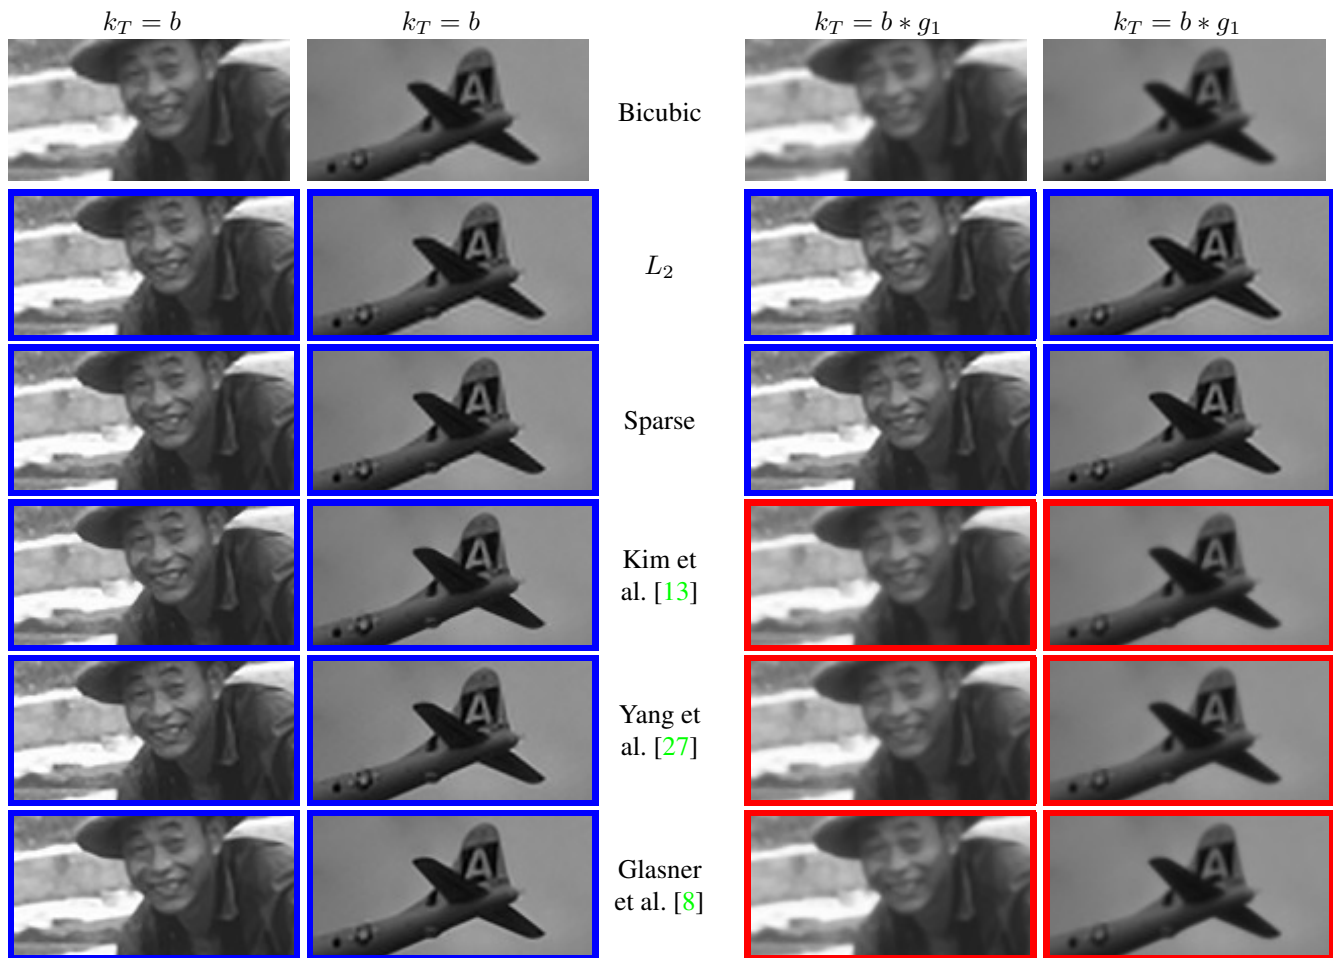 k_T = b
k_T = b
k_T = b * g_1
k_T = b * g_1
Bicubic
L_2
Sparse
Kim et
al. [13]
Yang et
al. [27]
Glasner
et al. [8]
A
A
A
A
A
A
A
A
A
A
A
A